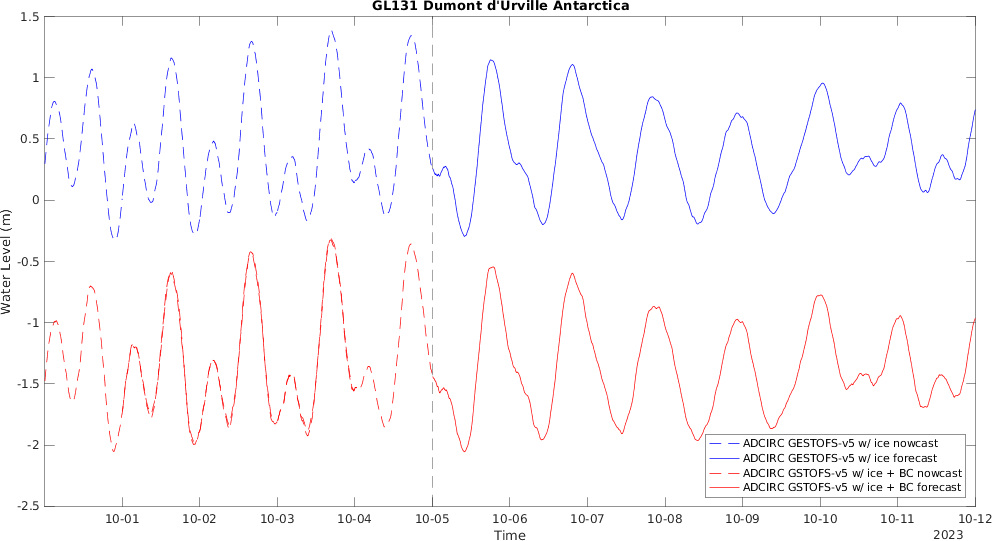 GL131 Dumont d'Urville Antarctica
1.5
1
0.5
0
-0.5
-1
-1.5
-2
-2.5
Water Level (m)
ADCIRC GESTOFS-v5 w/ ice nowcast
ADCIRC GESTOFS-v5 w/ ice forecast
ADCIRC GSTOFS-v5 w/ ice + BC nowcast
ADCIRC GSTOFS-v5 w/ ice + BC forecast
10-01 10-02 10-03 10-04 10-05 10-06 10-07 10-08 10-09 10-10 10-11 10-12
Time
2023